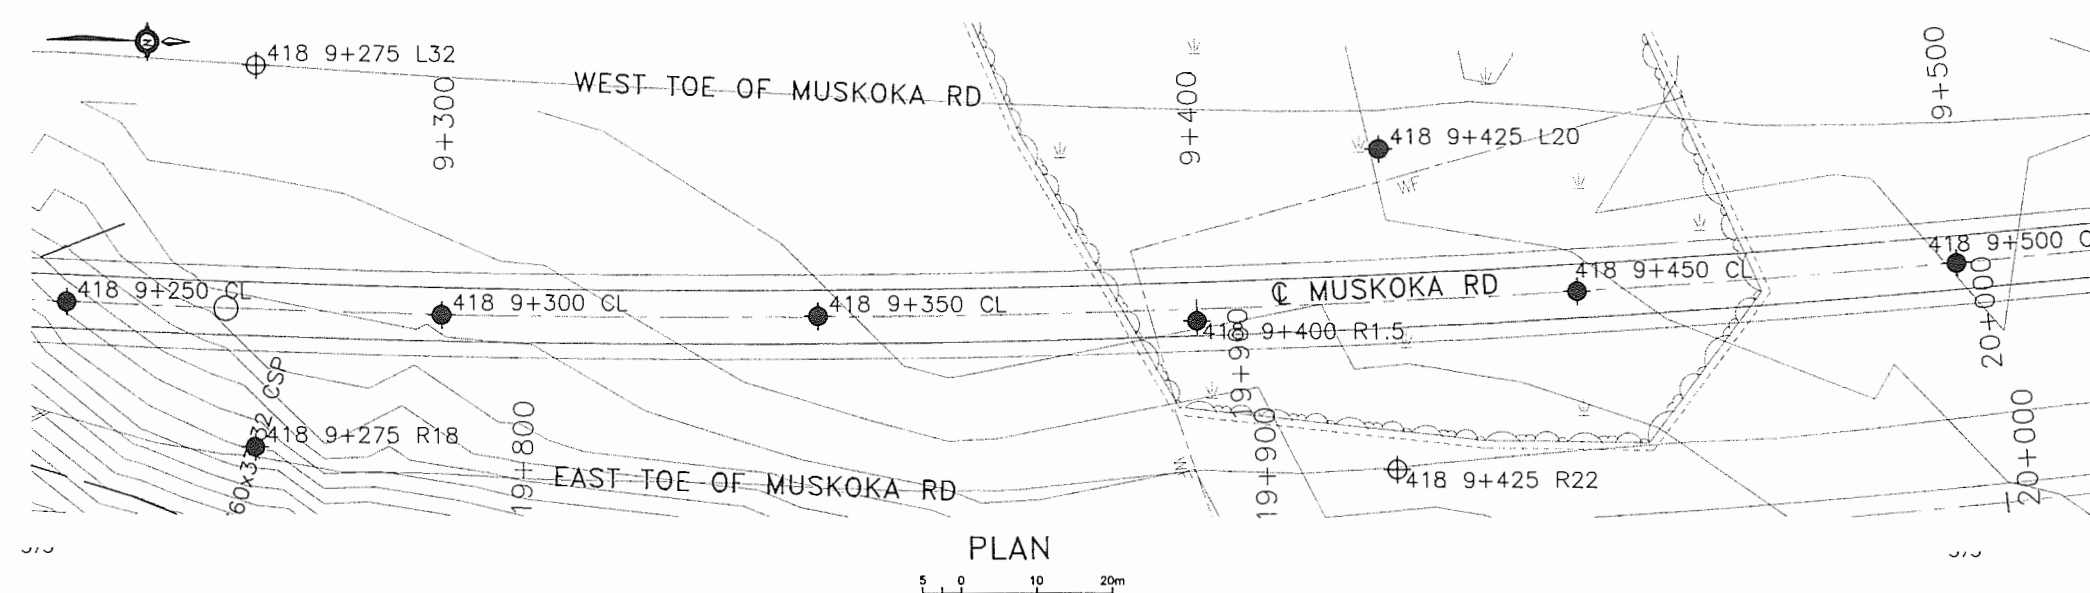 N
418 9+275 L32
WEST TOE OF MUSKOKA RD
9+300
9+400
9+500
418 9+425 L20
WF
418 9+250 CL
418 9+300 CL
418 9+350 CL
℄ MUSKOKA RD
418 9+400 R1.5
418 9+450 CL
418 9+500 C
CSP
418 9+275 R18
19+800
EAST TOE OF MUSKOKA RD
19+900
19+900
418 9+425 R22
20+000
20+000
PLAN
5 0 10 20m